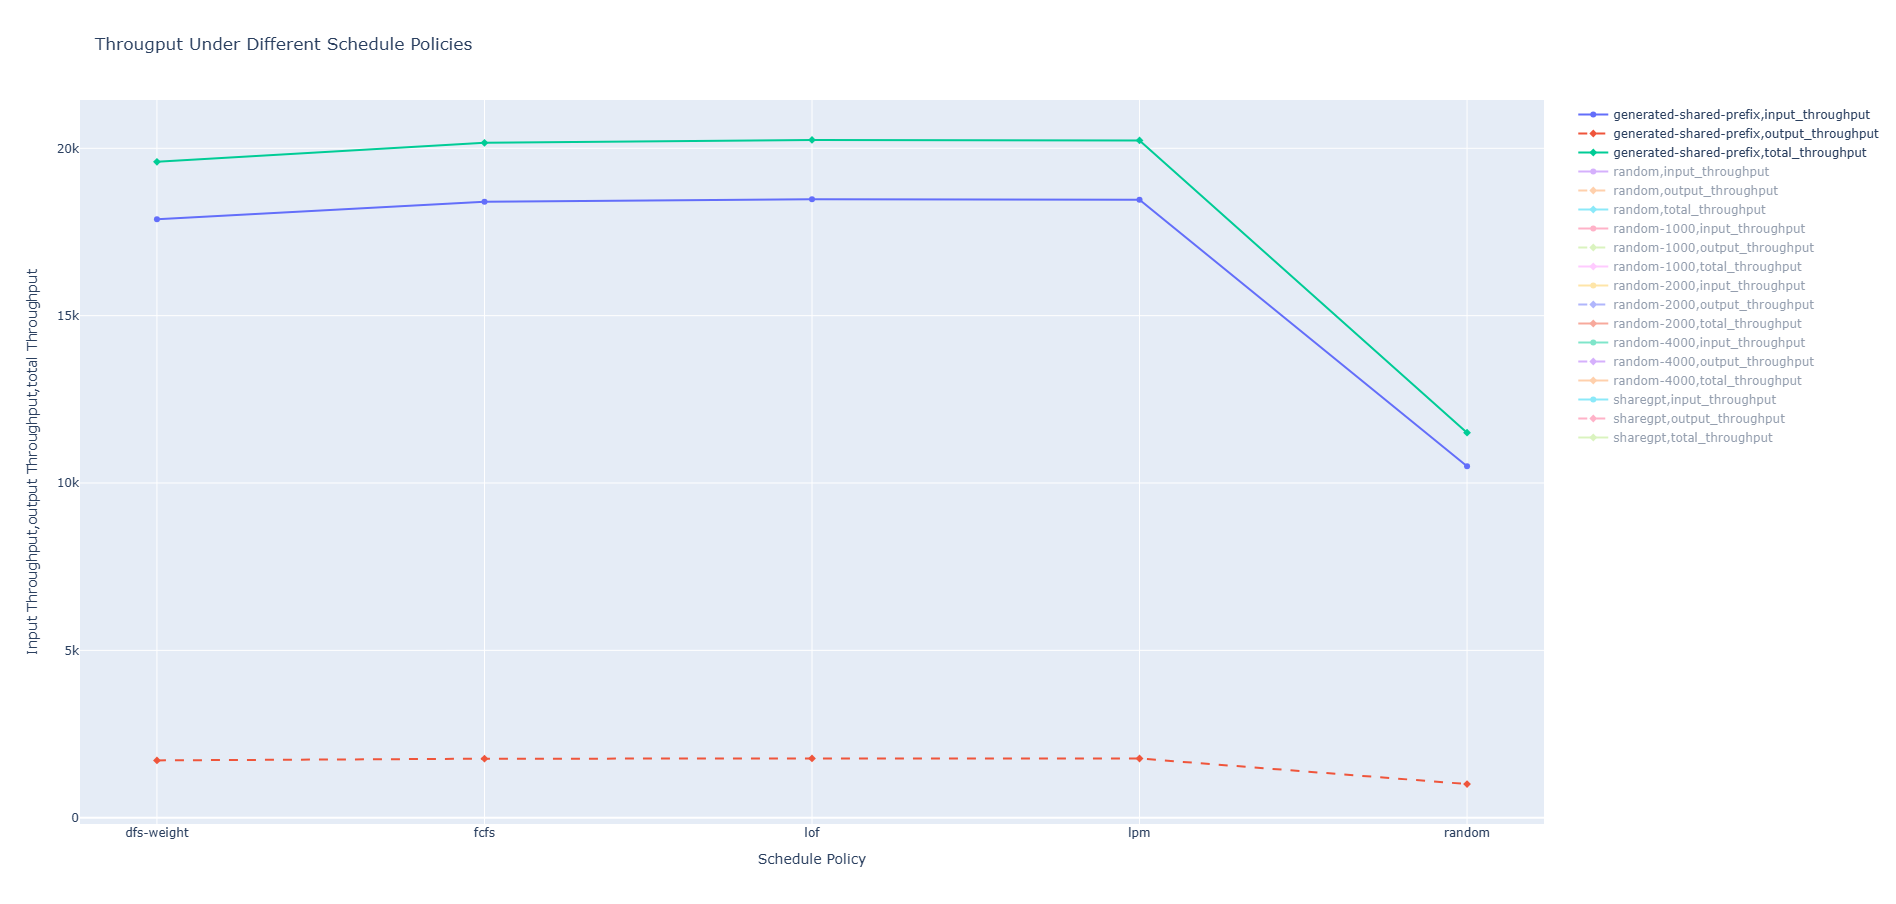 Througput Under Different Schedule Policies
Input Throughput,output Throughput,total Throughput
20k
15k
10k
5k
0
dfs-weight
fcfs
lof
lpm
random
Schedule Policy
generated-shared-prefix,input_throughput
generated-shared-prefix,output_throughput
generated-shared-prefix,total_throughput
random,input_throughput
random,output_throughput
random,total_throughput
random-1000,input_throughput
random-1000,output_throughput
random-1000,total_throughput
random-2000,input_throughput
random-2000,output_throughput
random-2000,total_throughput
random-4000,input_throughput
random-4000,output_throughput
random-4000,total_throughput
sharegpt,input_throughput
sharegpt,output_throughput
sharegpt,total_throughput